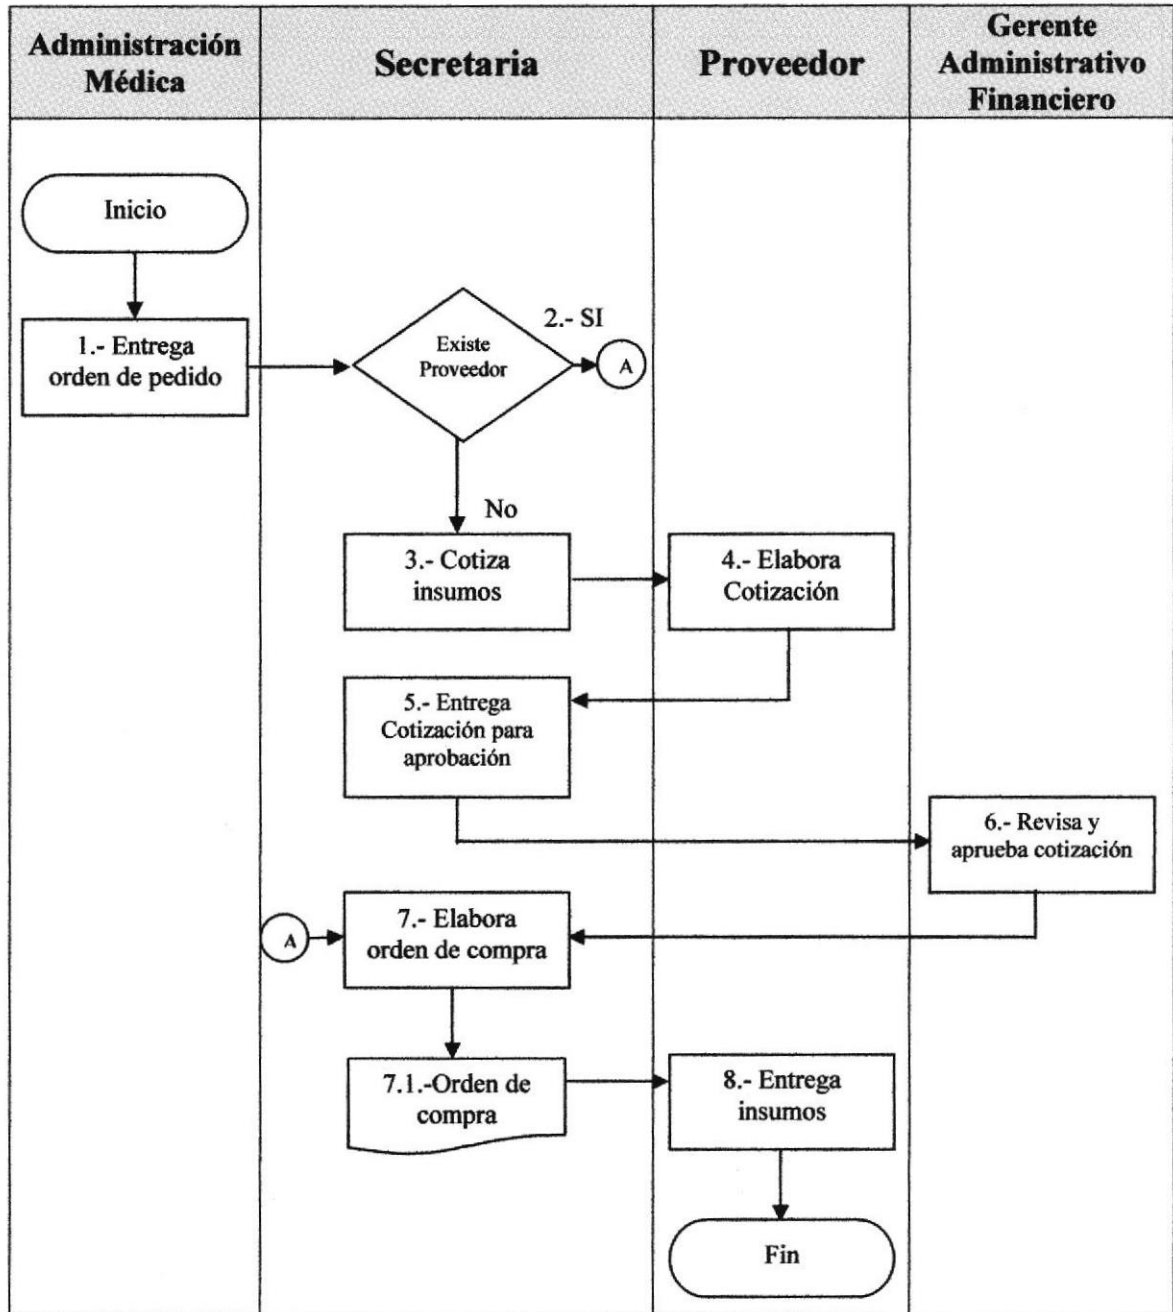 Administración
Médica
Secretaria
Proveedor
Gerente
Administrativo
Financiero
Inicio
1.- Entrega
orden de pedido
Existe
Proveedor
2.- SI
A
No
3.- Cotiza
insumos
4.- Elabora
Cotización
5.- Entrega
Cotización para
aprobación
6.- Revisa y
aprueba cotización
A
7.- Elabora
orden de compra
7.1.-Orden de
compra
8.- Entrega
insumos
Fin